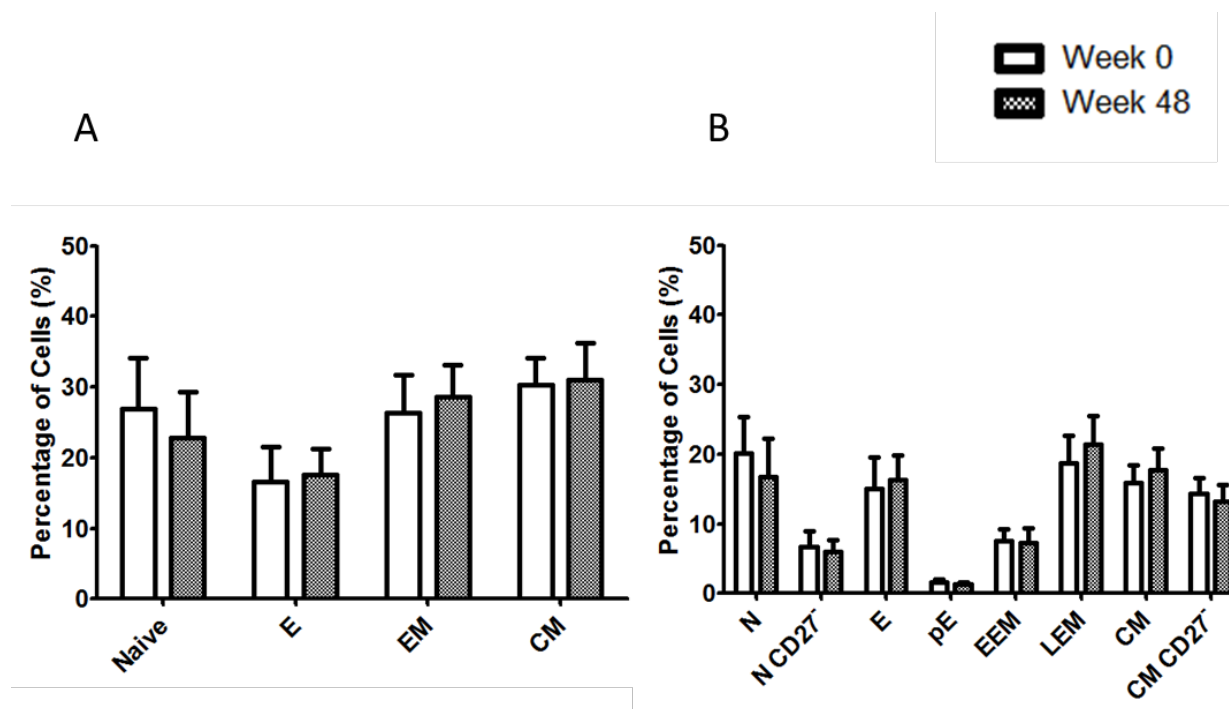 Week 0
Week 48
A
B
Percentage of Cells (%)
50
40
30
20
10
0
Naive
E
EM
CM
Percentage of Cells (%)
50
40
30
20
10
0
N
N CD27⁻
E
pE
EEM
LEM
CM
CM CD27⁻